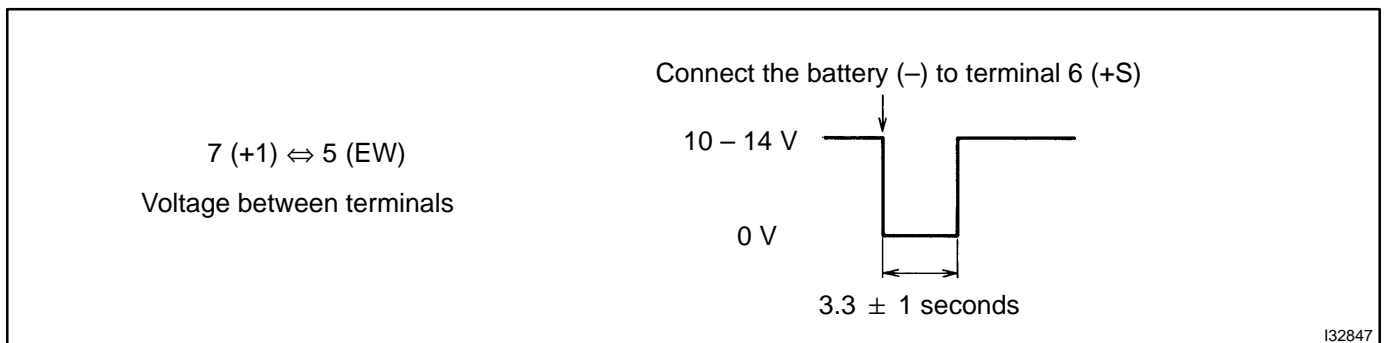 Connect the battery (–) to terminal 6 (+S)
7 (+1) ⇔ 5 (EW)
Voltage between terminals
10 – 14 V
0 V
3.3 ± 1 seconds
I32847